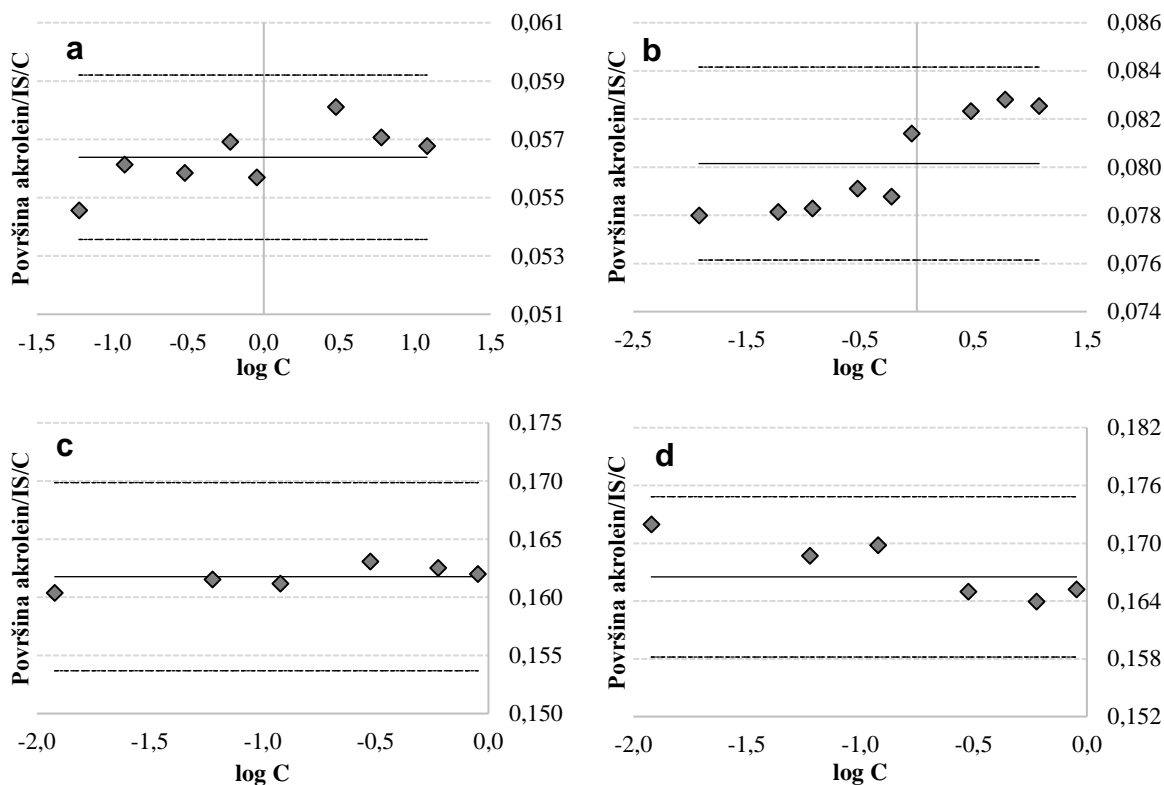 a
Površina akrolein/IS/C
0,061
0,059
0,057
0,055
0,053
0,051
-1,5 -1,0 -0,5 0,0 0,5 1,0 1,5
log C
b
Površina akrolein/IS/C
0,086
0,084
0,082
0,080
0,078
0,076
0,074
-2,5 -1,5 -0,5 0,5 1,5
log C
c
Površina akrolein/IS/C
0,175
0,170
0,165
0,160
0,155
0,150
-2,0 -1,5 -1,0 -0,5 0,0
log C
d
Površina akrolein/IS/C
0,182
0,176
0,170
0,164
0,158
0,152
-2,0 -1,5 -1,0 -0,5 0,0
log C